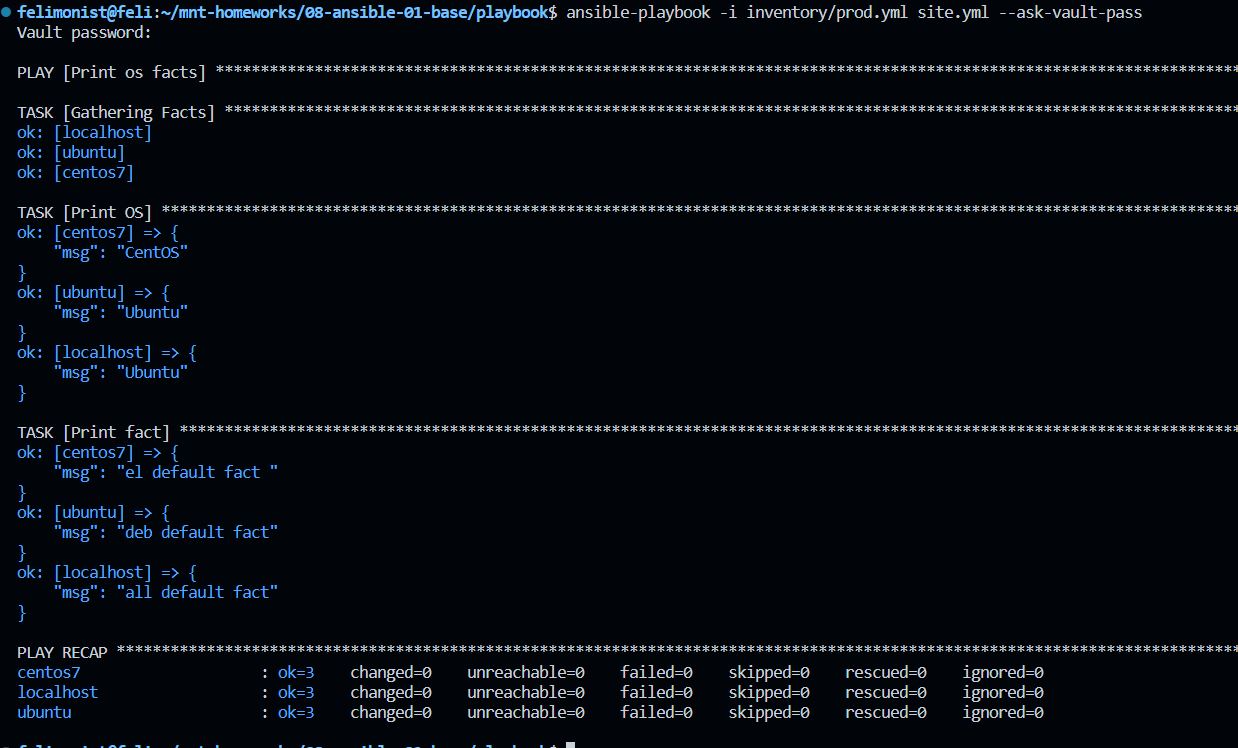 felimonist@feli:~/mnt-homeworks/08-ansible-01-base/playbook$ ansible-playbook -i inventory/prod.yml site.yml --ask-vault-pass
Vault password:

PLAY [Print os facts] ******************************************************************************************************************

TASK [Gathering Facts] *****************************************************************************************************************
ok: [localhost]
ok: [ubuntu]
ok: [centos7]

TASK [Print OS] ************************************************************************************************************************
ok: [centos7] => {
    "msg": "CentOS"
}
ok: [ubuntu] => {
    "msg": "Ubuntu"
}
ok: [localhost] => {
    "msg": "Ubuntu"
}

TASK [Print fact] **********************************************************************************************************************
ok: [centos7] => {
    "msg": "el default fact "
}
ok: [ubuntu] => {
    "msg": "deb default fact"
}
ok: [localhost] => {
    "msg": "all default fact"
}

PLAY RECAP *****************************************************************************************************************************
centos7                    : ok=3    changed=0    unreachable=0    failed=0    skipped=0    rescued=0    ignored=0
localhost                  : ok=3    changed=0    unreachable=0    failed=0    skipped=0    rescued=0    ignored=0
ubuntu                     : ok=3    changed=0    unreachable=0    failed=0    skipped=0    rescued=0    ignored=0